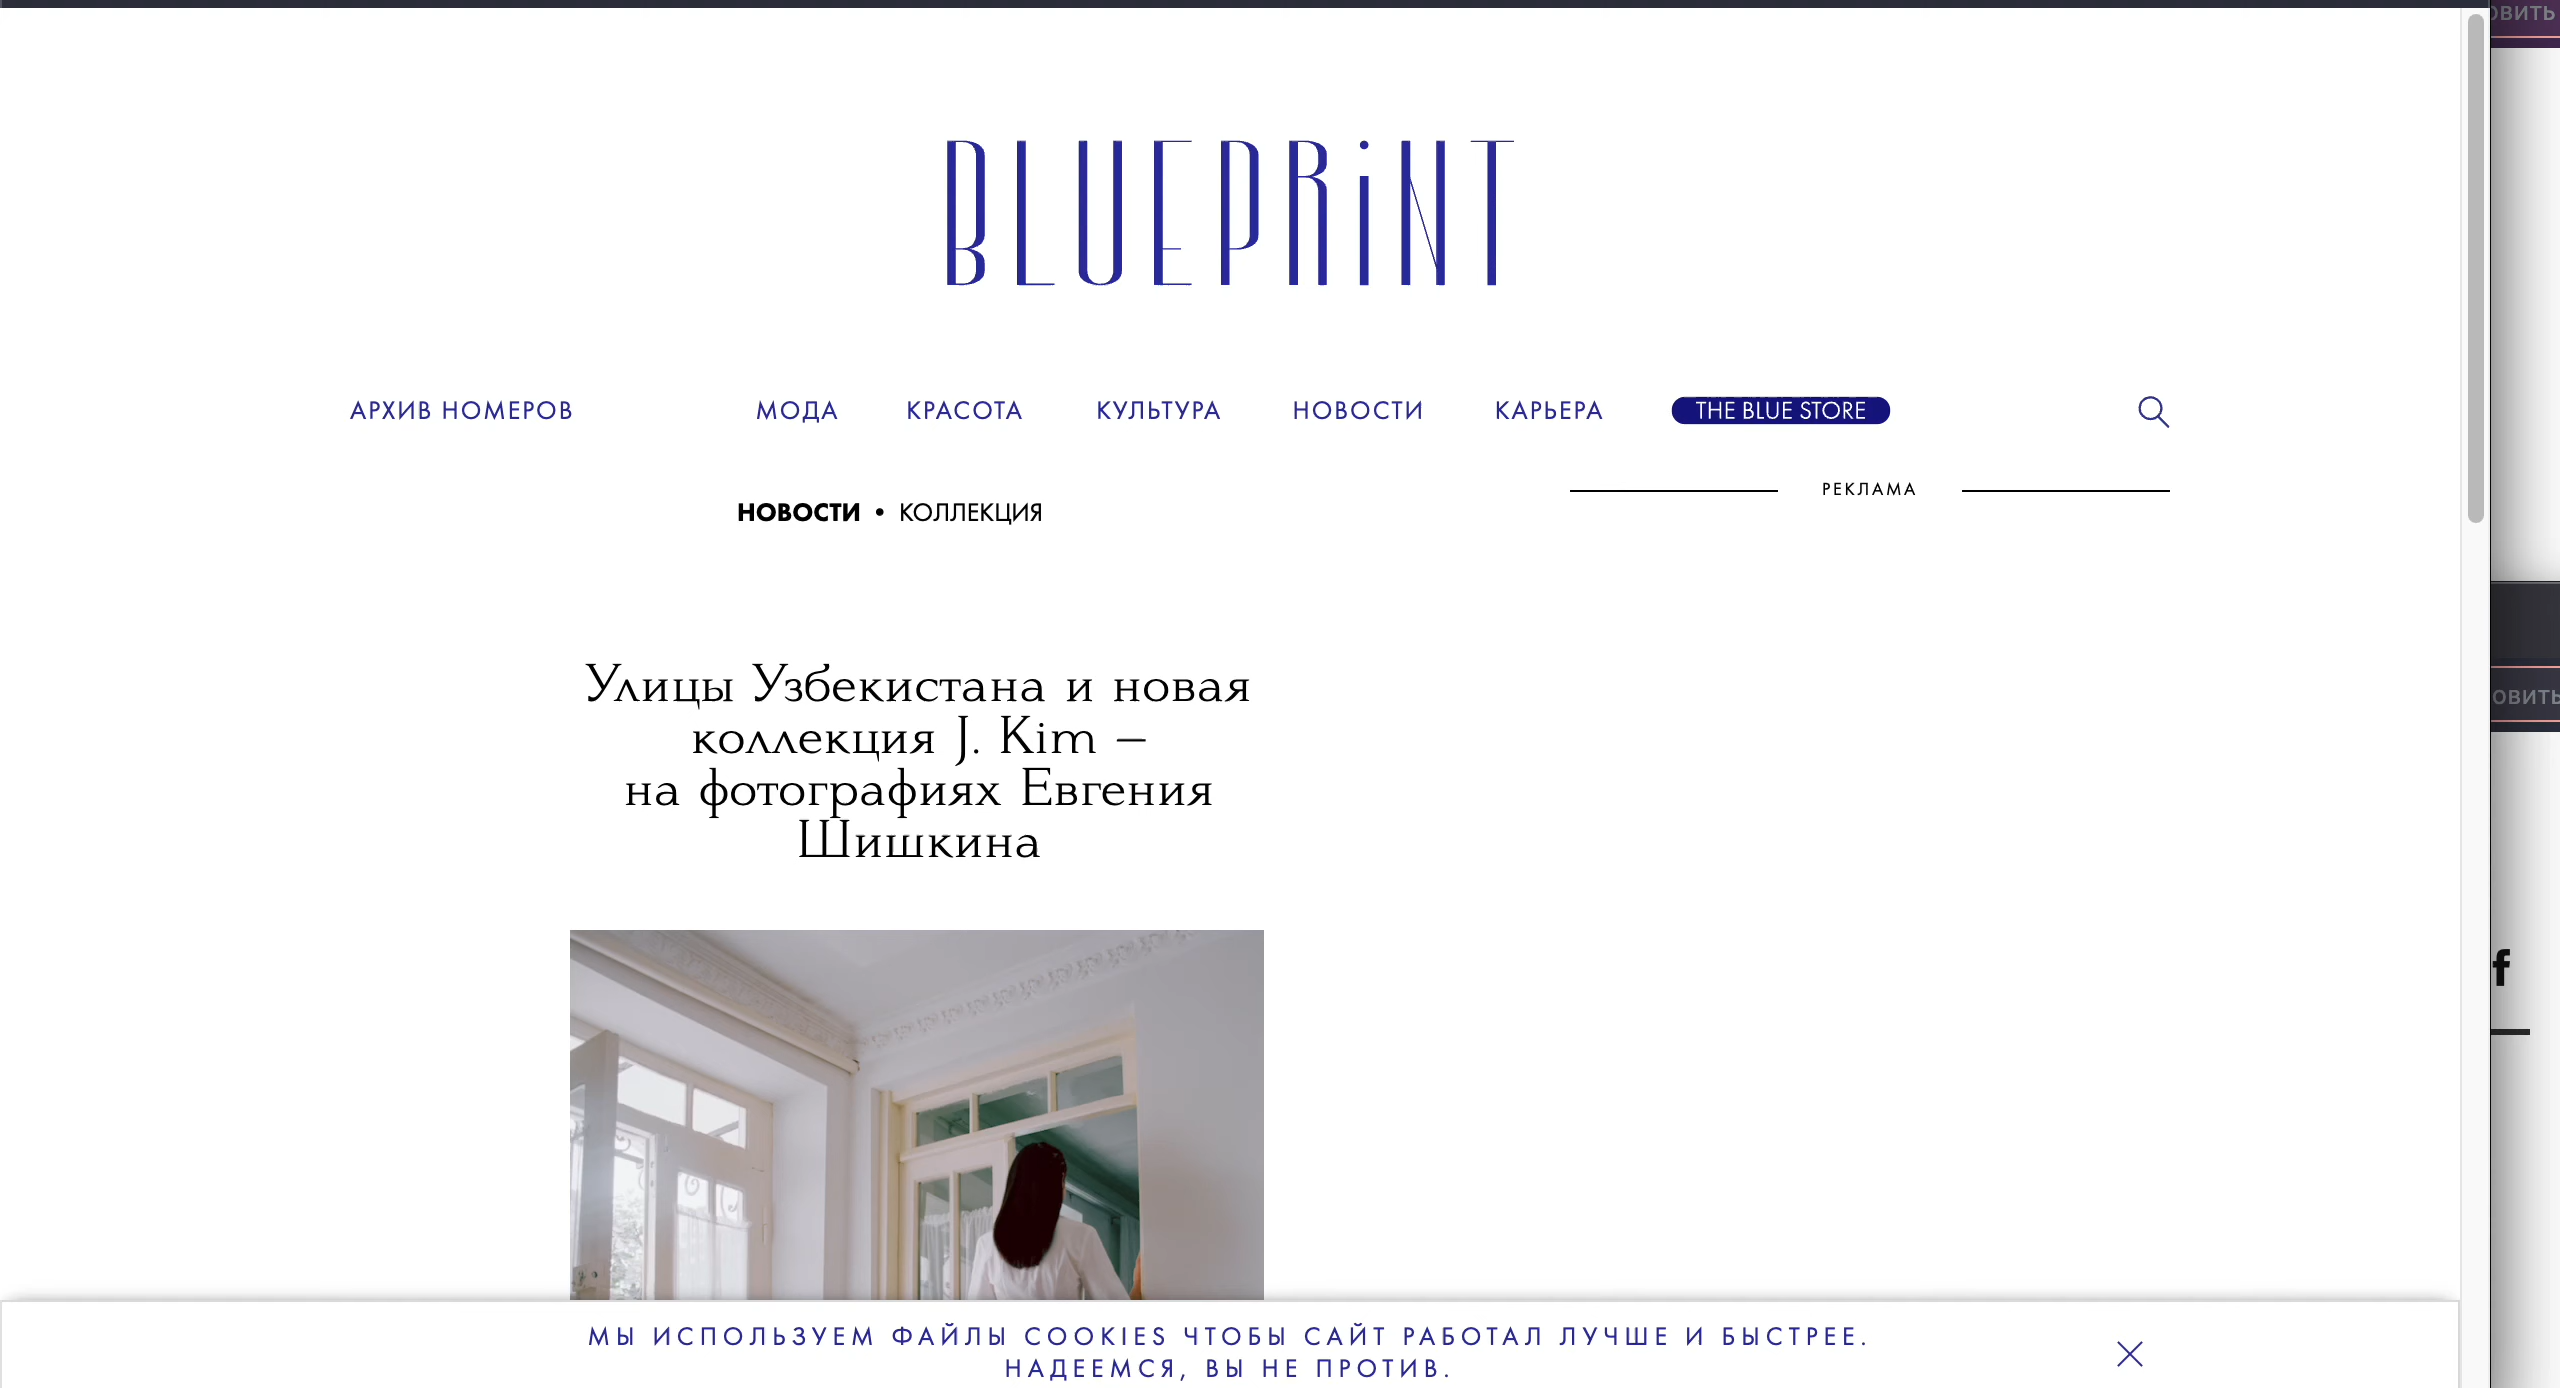 BLUEPRiNT
АРХИВ НОМЕРОВ МОДА КРАСОТА КУЛЬТУРА НОВОСТИ КАРЬЕРА THE BLUE STORE
РЕКЛАМА
НОВОСТИ • КОЛЛЕКЦИЯ
Улицы Узбекистана и новая
коллекция J. Kim –
на фотографиях Евгения
Шишкина
МЫ ИСПОЛЬЗУЕМ ФАЙЛЫ COOKIES ЧТОБЫ САЙТ РАБОТАЛ ЛУЧШЕ И БЫСТРЕЕ.
НАДЕЕМСЯ, ВЫ НЕ ПРОТИВ.